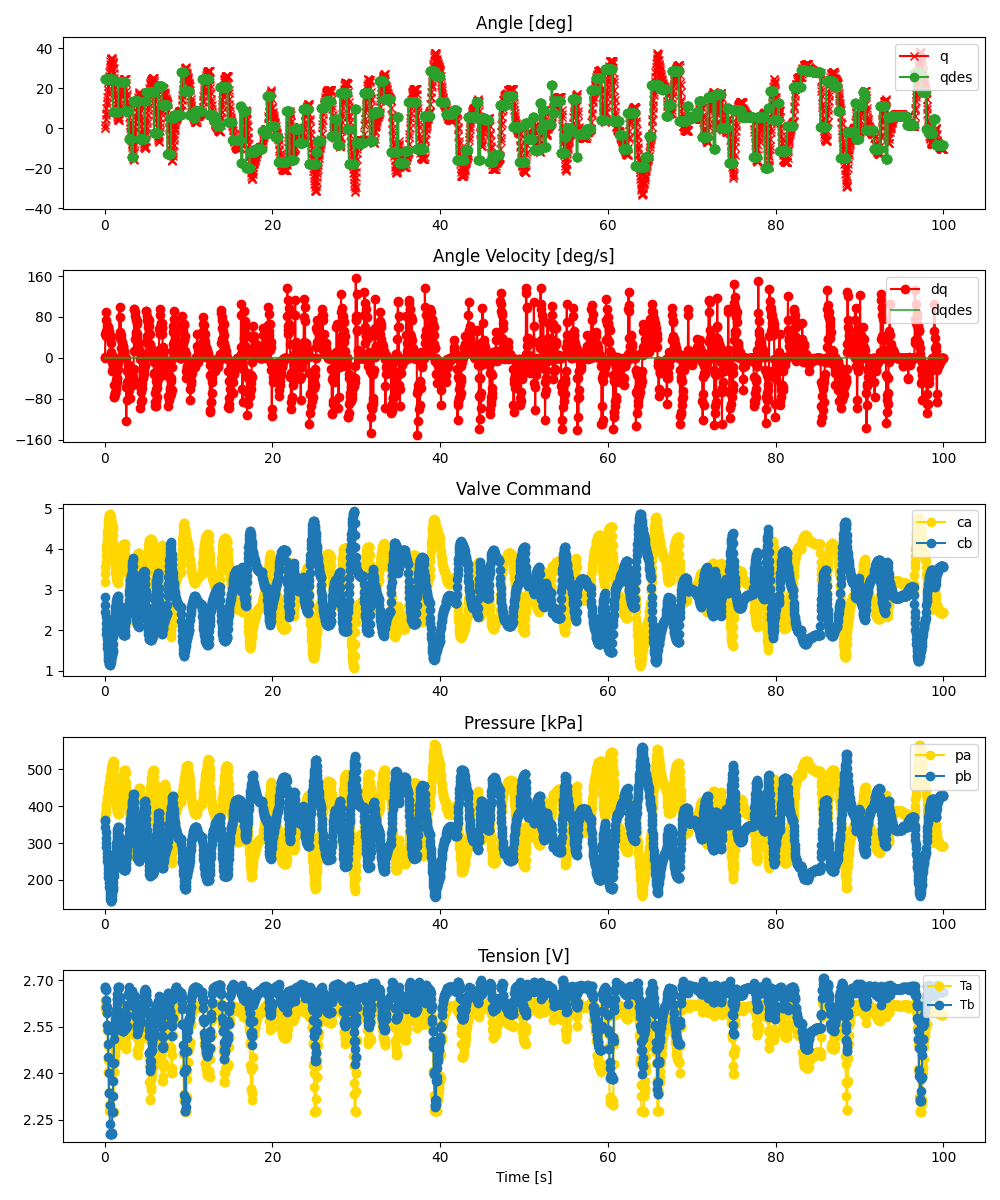 Angle [deg]
40
20
0
−20
−40
q
qdes
0 20 40 60 80 100
Angle Velocity [deg/s]
160
80
0
−80
−160
dq
dqdes
0 20 40 60 80 100
Valve Command
5
4
3
2
1
ca
cb
0 20 40 60 80 100
Pressure [kPa]
500
400
300
200
pa
pb
0 20 40 60 80 100
Tension [V]
2.70
2.55
2.40
2.25
Ta
Tb
0 20 40 60 80 100
Time [s]